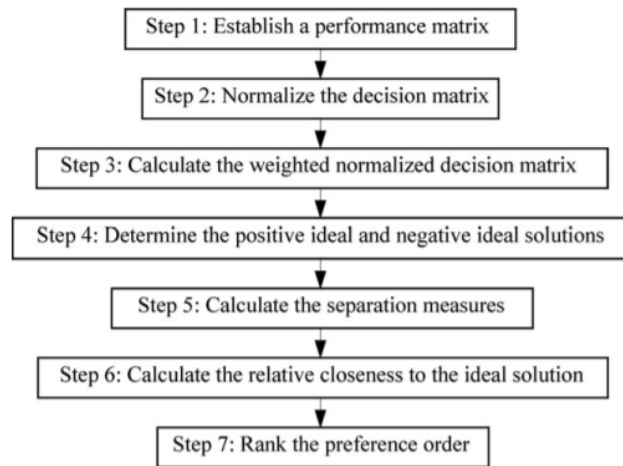 Step 1: Establish a performance matrix
Step 2: Normalize the decision matrix
Step 3: Calculate the weighted normalized decision matrix
Step 4: Determine the positive ideal and negative ideal solutions
Step 5: Calculate the separation measures
Step 6: Calculate the relative closeness to the ideal solution
Step 7: Rank the preference order